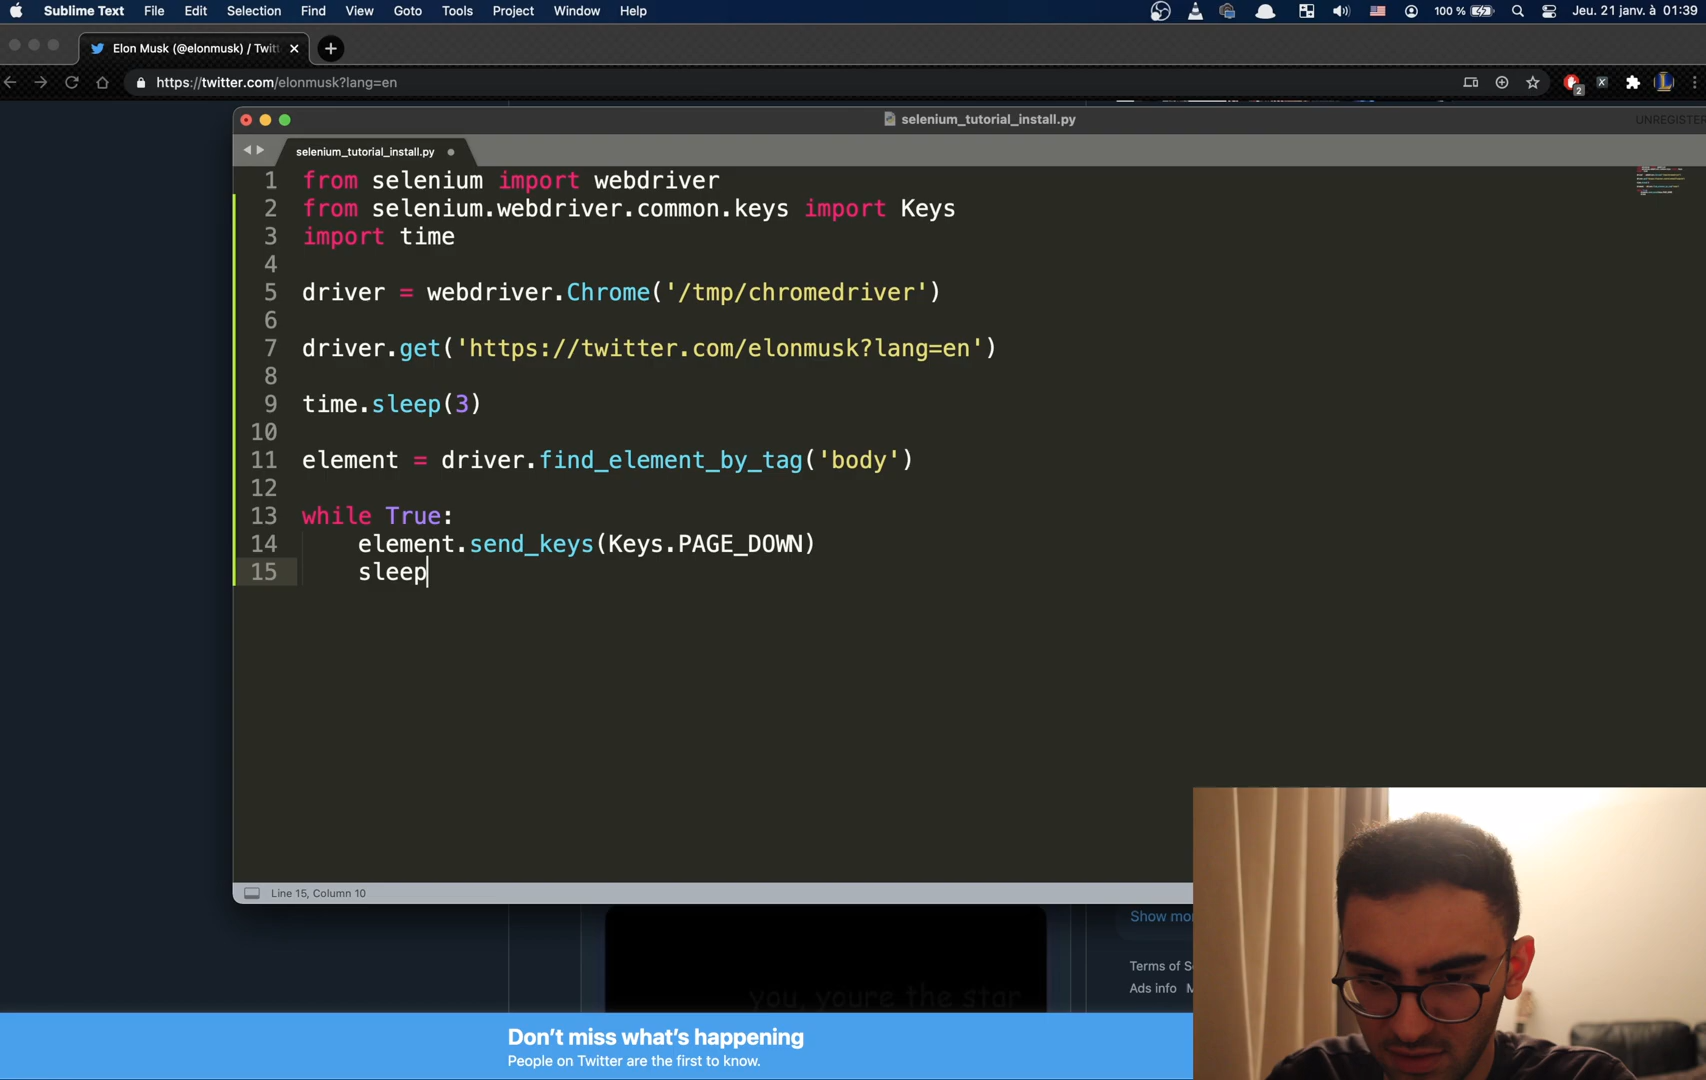 Sublime Text File Edit Selection Find View Goto Tools Project Window Help 100 % Jeu. 21 janv. à 01:39
Elon Musk (@elonmusk) / Twitt
https://twitter.com/elonmusk?lang=en
2
selenium_tutorial_install.py UNREGISTER
selenium_tutorial_install.py
1 from selenium import webdriver
2 from selenium.webdriver.common.keys import Keys
3 import time
4
5 driver = webdriver.Chrome('/tmp/chromedriver')
6
7 driver.get('https://twitter.com/elonmusk?lang=en')
8
9 time.sleep(3)
10
11 element = driver.find_element_by_tag('body')
12
13 while True:
14 element.send_keys(Keys.PAGE_DOWN)
15 sleep
Line 15, Column 10
Show mor
Terms of S
Ads info M
you, youre the star
Don't miss what's happening
People on Twitter are the first to know.